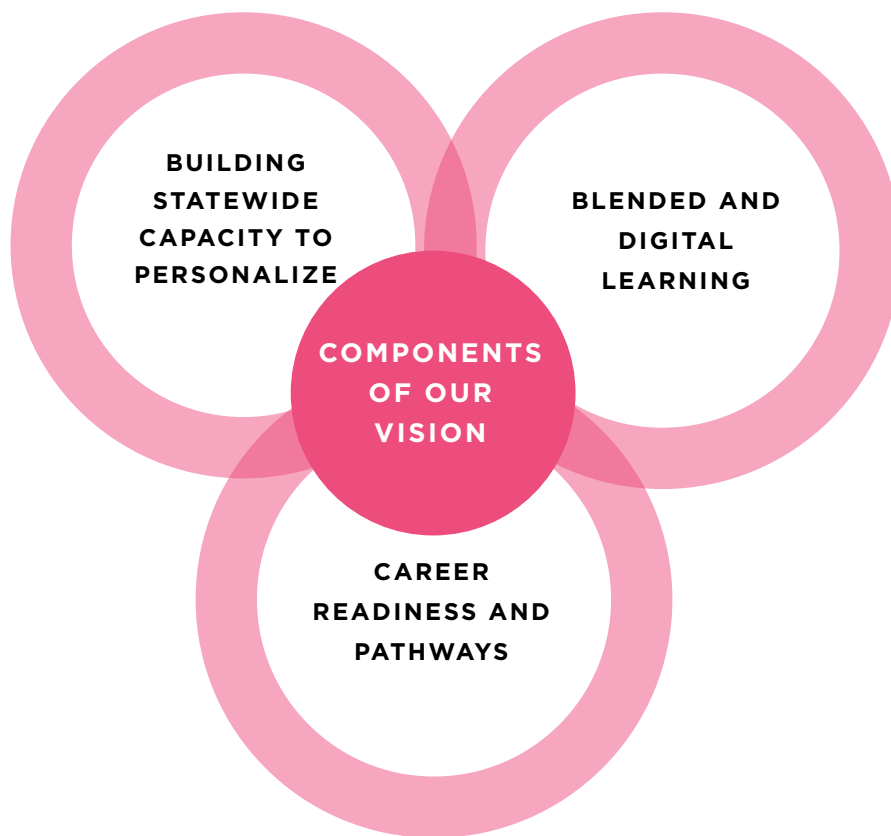 BUILDING
STATEWIDE
CAPACITY TO
PERSONALIZE
BLENDED AND
DIGITAL
LEARNING
COMPONENTS
OF OUR
VISION
CAREER
READINESS AND
PATHWAYS